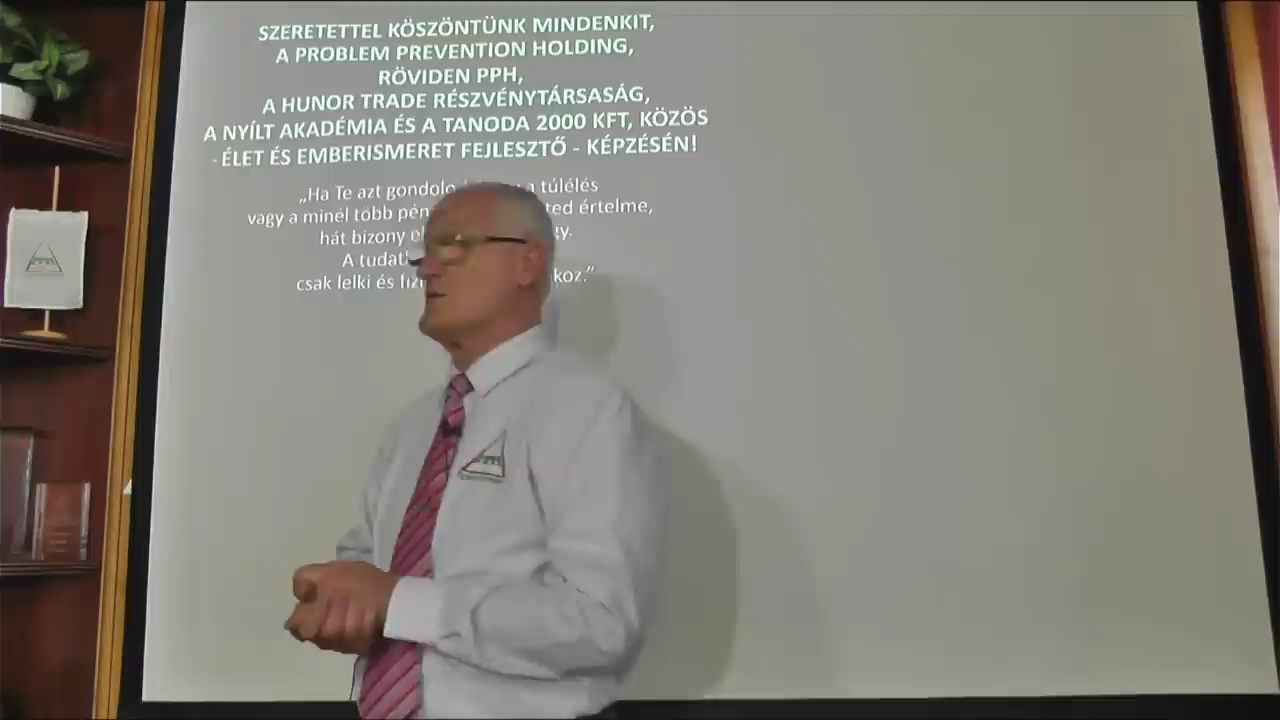 SZERETETTEL KÖSZÖNTÜNK MINDENKIT,
A PROBLEM PREVENTION HOLDING,
RÖVIDEN PPH,
A HUNOR TRADE RÉSZVÉNYTÁRSASÁG,
A NYÍLT AKADÉMIA ÉS A TANODA 2000 KFT, KÖZÖS
- ÉLET ÉS EMBERISMERET FEJLESZTŐ - KÉPZÉSÉN!
„Ha Te azt a túlélés
vagy a minél több értelme,
hát bizony
A
csak lelki és